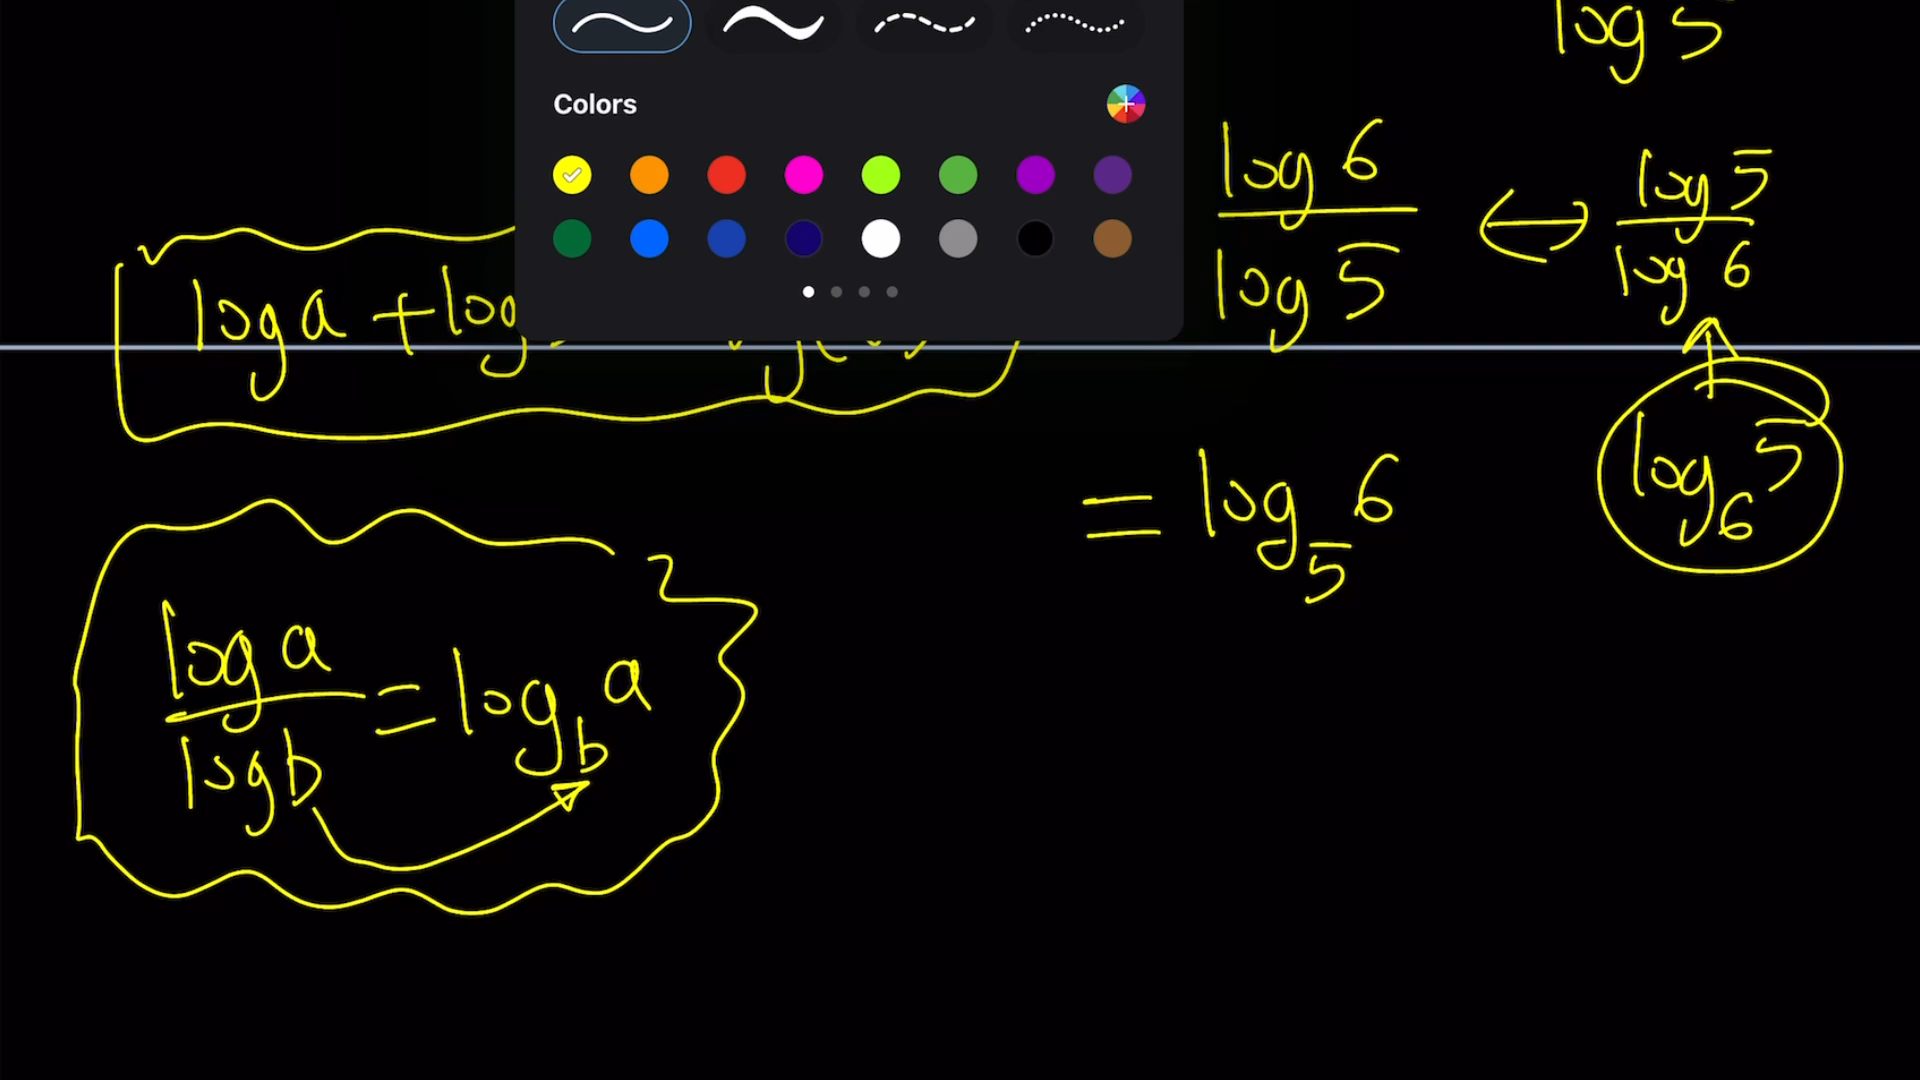 log 5
Colors
log 6 / log 5 ⟷ log 5 / log 6
log a + log
= log_5 6
log_6 5
log a / log b = log_b a